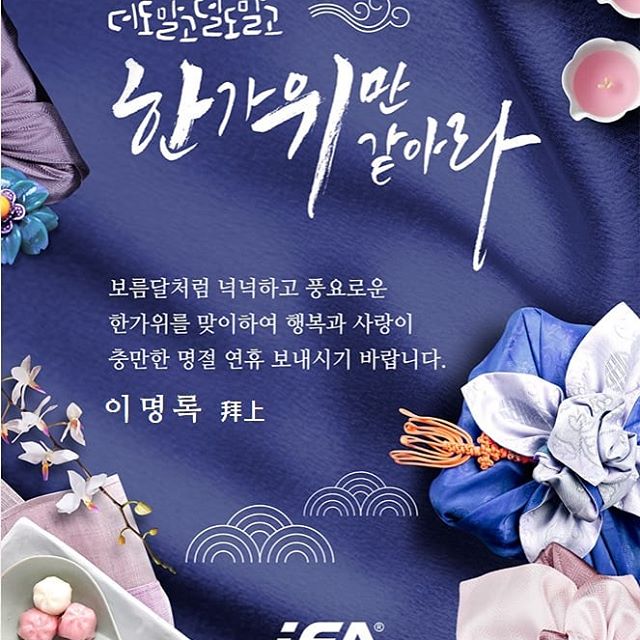 더도말고덜도말고
한가위만
같아라
보름달처럼 넉넉하고 풍요로운
한가위를 맞이하여 행복과 사랑이
충만한 명절 연휴 보내시기 바랍니다.
이명록 拜上
iFA®